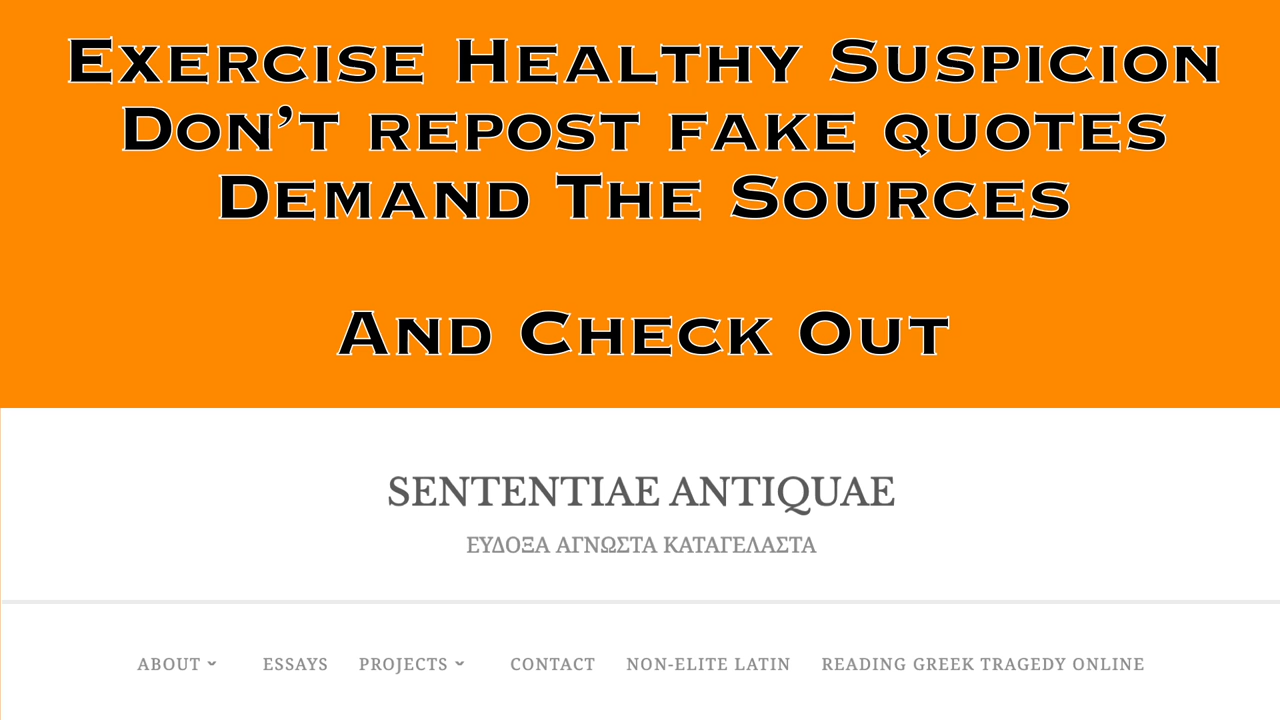 Exercise Healthy Suspicion
Don’t repost fake quotes
Demand The Sources
And Check Out
SENTENTIAE ANTIQUAE
ΕΥΔΟΞΑ ΑΓΝΩΣΤΑ ΚΑΤΑΓΕΛΑΣΤΑ
ABOUT ESSAYS PROJECTS CONTACT NON-ELITE LATIN READING GREEK TRAGEDY ONLINE